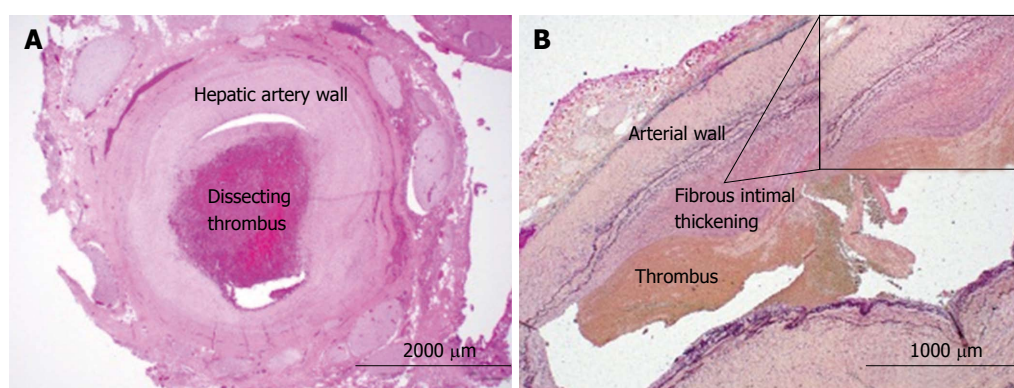 A
Hepatic artery wall
Dissecting
thrombus
2000 μm
B
Arterial wall
Fibrous intimal
thickening
Thrombus
1000 μm